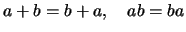 a + b = b + a, ab = ba